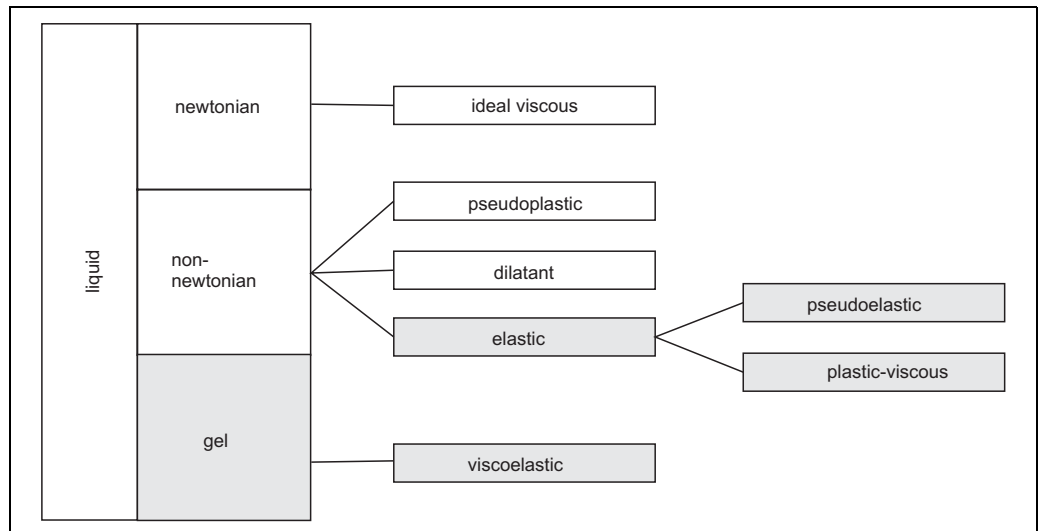 liquid
newtonian
ideal viscous
non-
newtonian
pseudoplastic
dilatant
elastic
pseudoelastic
plastic-viscous
gel
viscoelastic